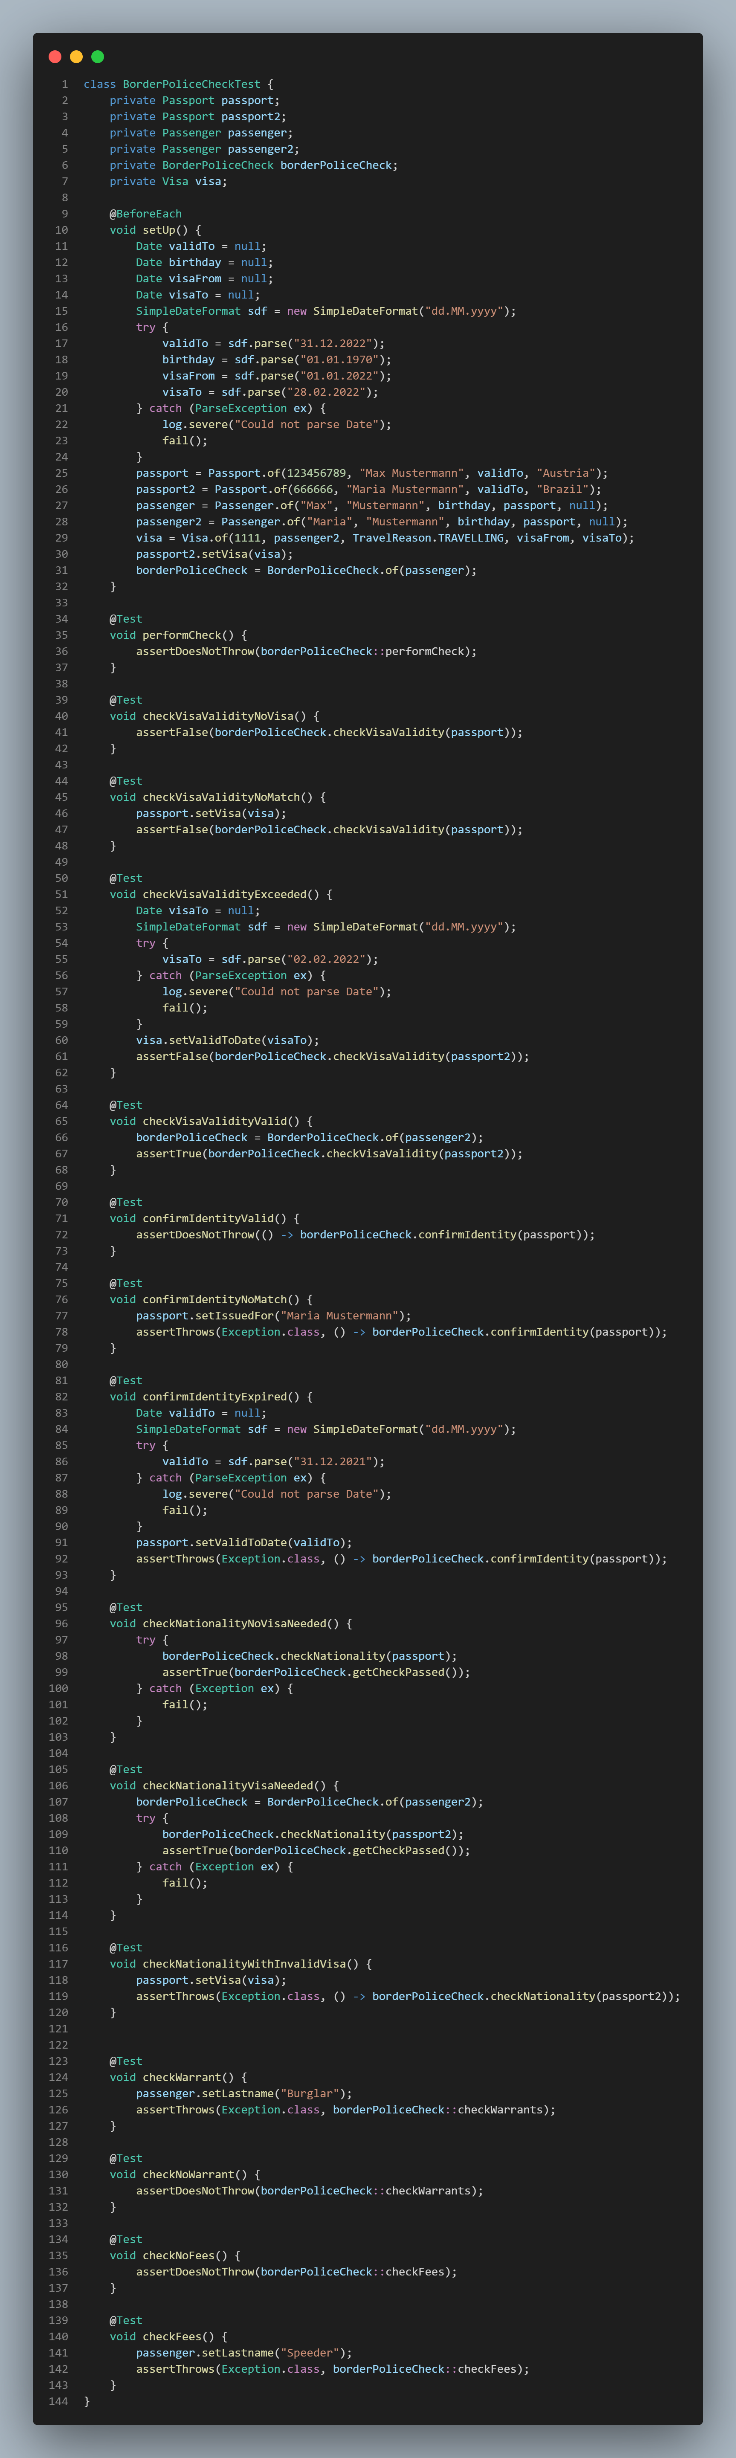 1 class BorderPoliceCheckTest {
2     private Passport passport;
3     private Passport passport2;
4     private Passenger passenger;
5     private Passenger passenger2;
6     private BorderPoliceCheck borderPoliceCheck;
7     private Visa visa;
8
9     @BeforeEach
10     void setUp() {
11         Date validTo = null;
12         Date birthday = null;
13         Date visaFrom = null;
14         Date visaTo = null;
15         SimpleDateFormat sdf = new SimpleDateFormat("dd.MM.yyyy");
16         try {
17             validTo = sdf.parse("31.12.2022");
18             birthday = sdf.parse("01.01.1970");
19             visaFrom = sdf.parse("01.01.2022");
20             visaTo = sdf.parse("28.02.2022");
21         } catch (ParseException ex) {
22             log.severe("Could not parse Date");
23             fail();
24         }
25         passport = Passport.of(123456789, "Max Mustermann", validTo, "Austria");
26         passport2 = Passport.of(666666, "Maria Mustermann", validTo, "Brazil");
27         passenger = Passenger.of("Max", "Mustermann", birthday, passport, null);
28         passenger2 = Passenger.of("Maria", "Mustermann", birthday, passport, null);
29         visa = Visa.of(1111, passenger2, TravelReason.TRAVELLING, visaFrom, visaTo);
30         passport2.setVisa(visa);
31         borderPoliceCheck = BorderPoliceCheck.of(passenger);
32     }
33
34     @Test
35     void performCheck() {
36         assertDoesNotThrow(borderPoliceCheck::performCheck);
37     }
38
39     @Test
40     void checkVisaValidityNoVisa() {
41         assertFalse(borderPoliceCheck.checkVisaValidity(passport));
42     }
43
44     @Test
45     void checkVisaValidityNoMatch() {
46         passport.setVisa(visa);
47         assertFalse(borderPoliceCheck.checkVisaValidity(passport));
48     }
49
50     @Test
51     void checkVisaValidityExceeded() {
52         Date visaTo = null;
53         SimpleDateFormat sdf = new SimpleDateFormat("dd.MM.yyyy");
54         try {
55             visaTo = sdf.parse("02.02.2022");
56         } catch (ParseException ex) {
57             log.severe("Could not parse Date");
58             fail();
59         }
60         visa.setValidToDate(visaTo);
61         assertFalse(borderPoliceCheck.checkVisaValidity(passport2));
62     }
63
64     @Test
65     void checkVisaValidityValid() {
66         borderPoliceCheck = BorderPoliceCheck.of(passenger2);
67         assertTrue(borderPoliceCheck.checkVisaValidity(passport2));
68     }
69
70     @Test
71     void confirmIdentityValid() {
72         assertDoesNotThrow(() -> borderPoliceCheck.confirmIdentity(passport));
73     }
74
75     @Test
76     void confirmIdentityNoMatch() {
77         passport.setIssuedFor("Maria Mustermann");
78         assertThrows(Exception.class, () -> borderPoliceCheck.confirmIdentity(passport));
79     }
80
81     @Test
82     void confirmIdentityExpired() {
83         Date validTo = null;
84         SimpleDateFormat sdf = new SimpleDateFormat("dd.MM.yyyy");
85         try {
86             validTo = sdf.parse("31.12.2021");
87         } catch (ParseException ex) {
88             log.severe("Could not parse Date");
89             fail();
90         }
91         passport.setValidToDate(validTo);
92         assertThrows(Exception.class, () -> borderPoliceCheck.confirmIdentity(passport));
93     }
94
95     @Test
96     void checkNationalityNoVisaNeeded() {
97         try {
98             borderPoliceCheck.checkNationality(passport);
99             assertTrue(borderPoliceCheck.getCheckPassed());
100         } catch (Exception ex) {
101             fail();
102         }
103     }
104
105     @Test
106     void checkNationalityVisaNeeded() {
107         borderPoliceCheck = BorderPoliceCheck.of(passenger2);
108         try {
109             borderPoliceCheck.checkNationality(passport2);
110             assertTrue(borderPoliceCheck.getCheckPassed());
111         } catch (Exception ex) {
112             fail();
113         }
114     }
115
116     @Test
117     void checkNationalityWithInvalidVisa() {
118         passport.setVisa(visa);
119         assertThrows(Exception.class, () -> borderPoliceCheck.checkNationality(passport2));
120     }
121
122
123     @Test
124     void checkWarrant() {
125         passenger.setLastname("Burglar");
126         assertThrows(Exception.class, borderPoliceCheck::checkWarrants);
127     }
128
129     @Test
130     void checkNoWarrant() {
131         assertDoesNotThrow(borderPoliceCheck::checkWarrants);
132     }
133
134     @Test
135     void checkNoFees() {
136         assertDoesNotThrow(borderPoliceCheck::checkFees);
137     }
138
139     @Test
140     void checkFees() {
141         passenger.setLastname("Speeder");
142         assertThrows(Exception.class, borderPoliceCheck::checkFees);
143     }
144 }